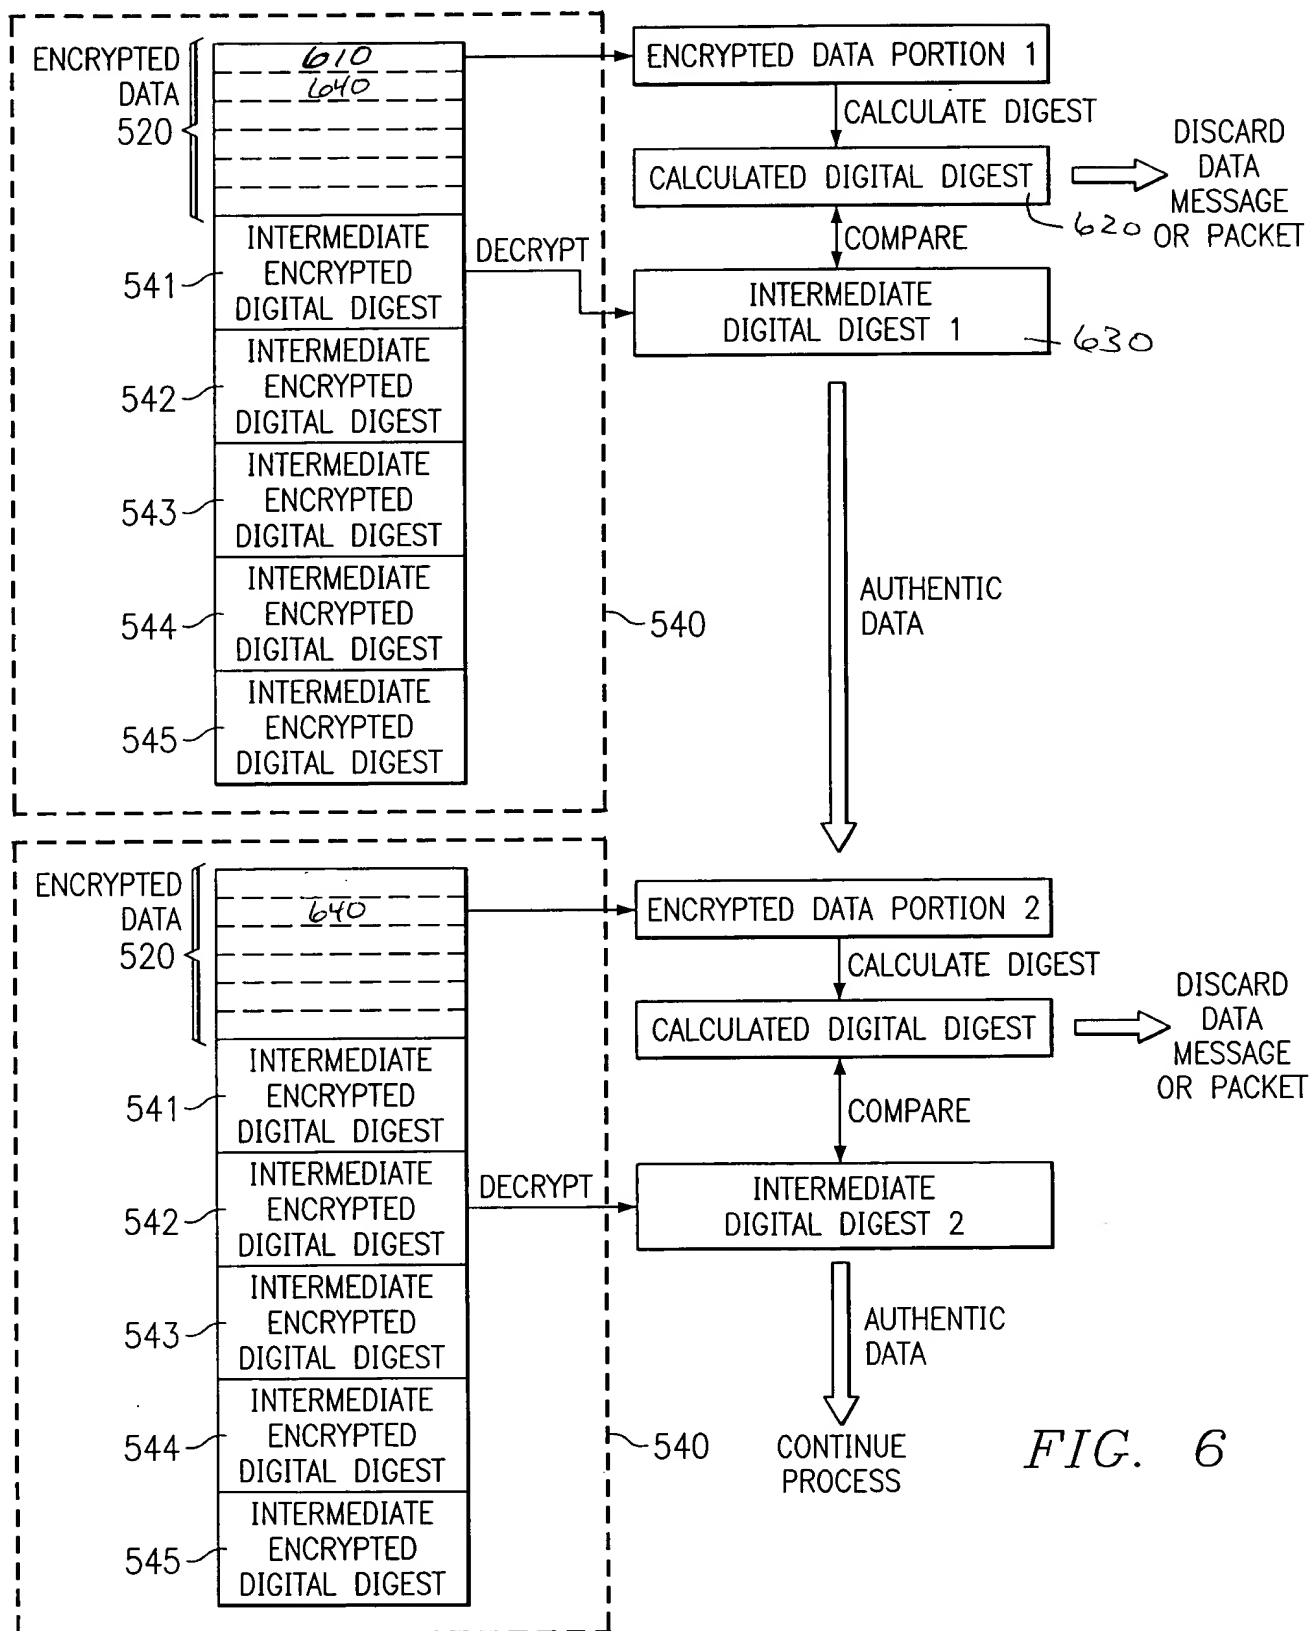 ENCRYPTED
DATA
520
610
640
ENCRYPTED DATA PORTION 1
CALCULATE DIGEST
CALCULATED DIGITAL DIGEST
620
DISCARD
DATA
MESSAGE
OR PACKET
COMPARE
541
INTERMEDIATE
ENCRYPTED
DIGITAL DIGEST
DECRYPT
INTERMEDIATE
DIGITAL DIGEST 1
630
542
INTERMEDIATE
ENCRYPTED
DIGITAL DIGEST
543
INTERMEDIATE
ENCRYPTED
DIGITAL DIGEST
544
INTERMEDIATE
ENCRYPTED
DIGITAL DIGEST
545
INTERMEDIATE
ENCRYPTED
DIGITAL DIGEST
540
AUTHENTIC
DATA
ENCRYPTED
DATA
520
640
ENCRYPTED DATA PORTION 2
CALCULATE DIGEST
CALCULATED DIGITAL DIGEST
DISCARD
DATA
MESSAGE
OR PACKET
COMPARE
541
INTERMEDIATE
ENCRYPTED
DIGITAL DIGEST
542
INTERMEDIATE
ENCRYPTED
DIGITAL DIGEST
DECRYPT
INTERMEDIATE
DIGITAL DIGEST 2
543
INTERMEDIATE
ENCRYPTED
DIGITAL DIGEST
544
INTERMEDIATE
ENCRYPTED
DIGITAL DIGEST
545
INTERMEDIATE
ENCRYPTED
DIGITAL DIGEST
540
AUTHENTIC
DATA
CONTINUE
PROCESS
FIG. 6